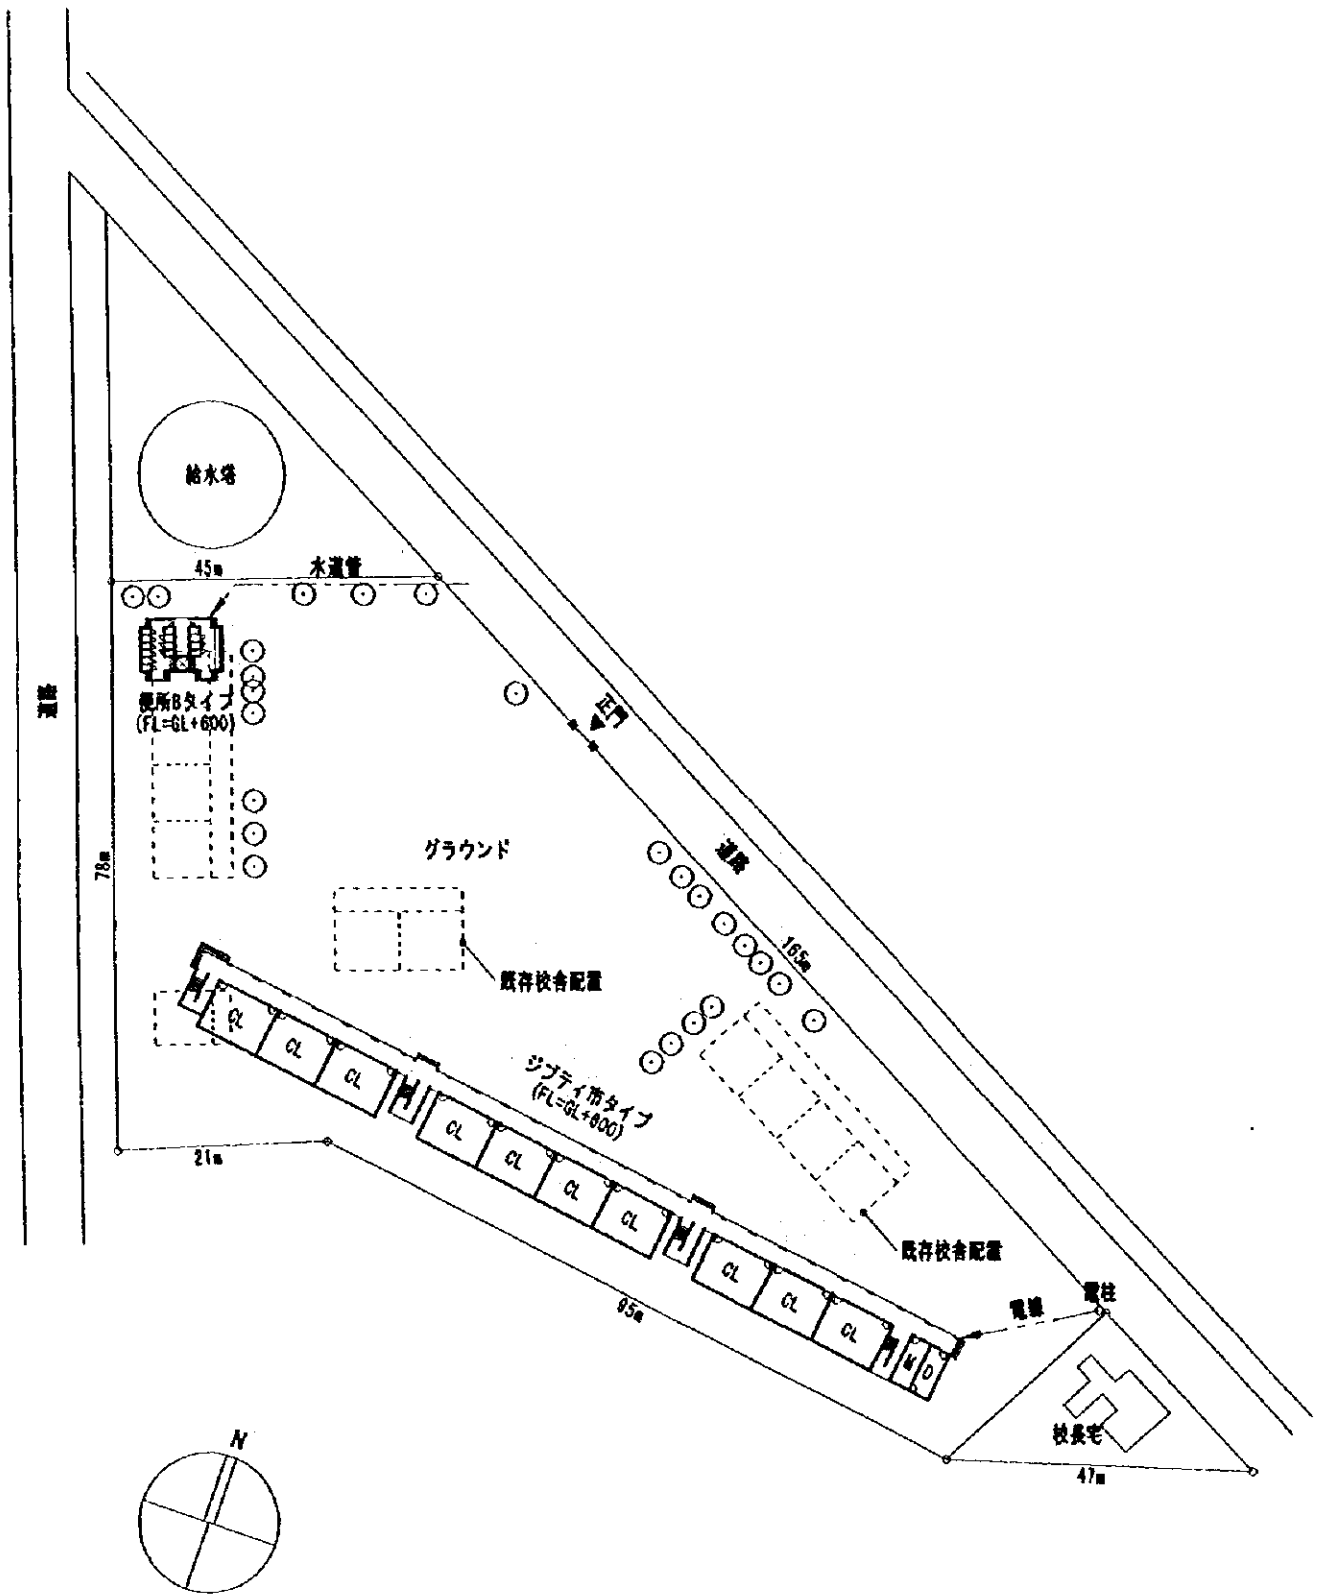 給水塔
45m
水道管
便所Bタイプ
(FL=GL+600)
道路
正門
78m
グラウンド
道路
165m
既存校舎配置
CL
CL
CL
ジブティ市タイプ
(FL=GL+600)
21m
CL
CL
CL
CL
既存校舎配置
CL
CL
CL
95m
電線
電柱
M
D
校長宅
47m
N